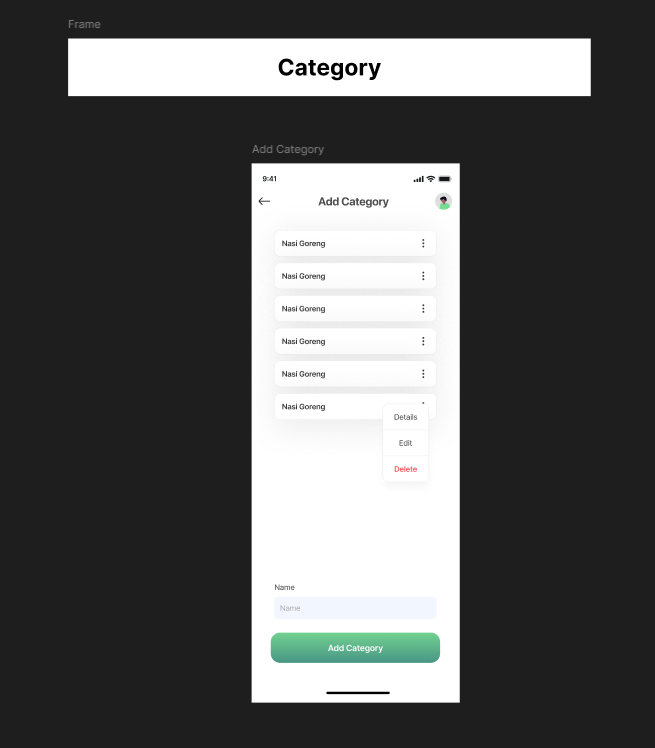 Frame
Category
Add Category
9:41
Add Category
Nasi Goreng
Nasi Goreng
Nasi Goreng
Nasi Goreng
Nasi Goreng
Nasi Goreng
Details
Edit
Delete
Name
Name
Add Category